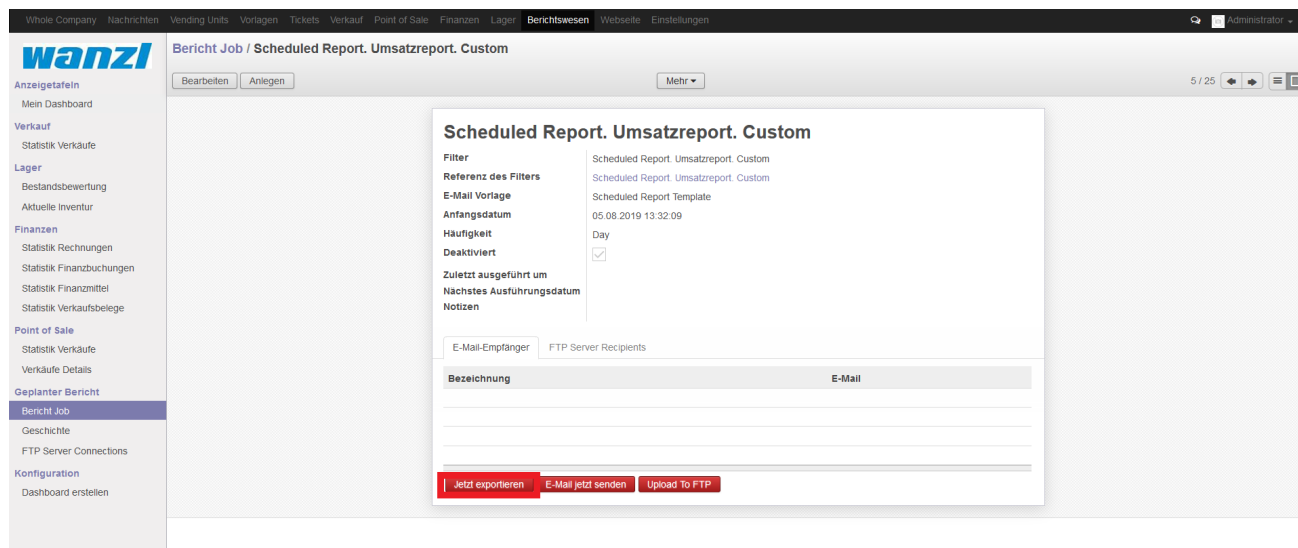 Whole Company Nachrichten Vending Units Vorlagen Tickets Verkauf Point of Sale Finanzen Lager Berichtswesen Webseite Einstellungen Administrator
wanzl
Bericht Job / Scheduled Report. Umsatzreport. Custom
Bearbeiten Anlegen Mehr 5 / 25
Anzeigetafeln
Mein Dashboard
Verkauf
Statistik Verkäufe
Lager
Bestandsbewertung
Aktuelle Inventur
Finanzen
Statistik Rechnungen
Statistik Finanzbuchungen
Statistik Finanzmittel
Statistik Verkaufsbelege
Point of Sale
Statistik Verkäufe
Verkäufe Details
Geplanter Bericht
Bericht Job
Geschichte
FTP Server Connections
Konfiguration
Dashboard erstellen
Scheduled Report. Umsatzreport. Custom
Filter Scheduled Report. Umsatzreport. Custom
Referenz des Filters Scheduled Report. Umsatzreport. Custom
E-Mail Vorlage Scheduled Report Template
Anfangsdatum 05.08.2019 13:32:09
Häufigkeit Day
Deaktiviert
Zuletzt ausgeführt um
Nächstes Ausführungsdatum
Notizen
E-Mail-Empfänger FTP Server Recipients
Bezeichnung E-Mail
Jetzt exportieren E-Mail jetzt senden Upload To FTP